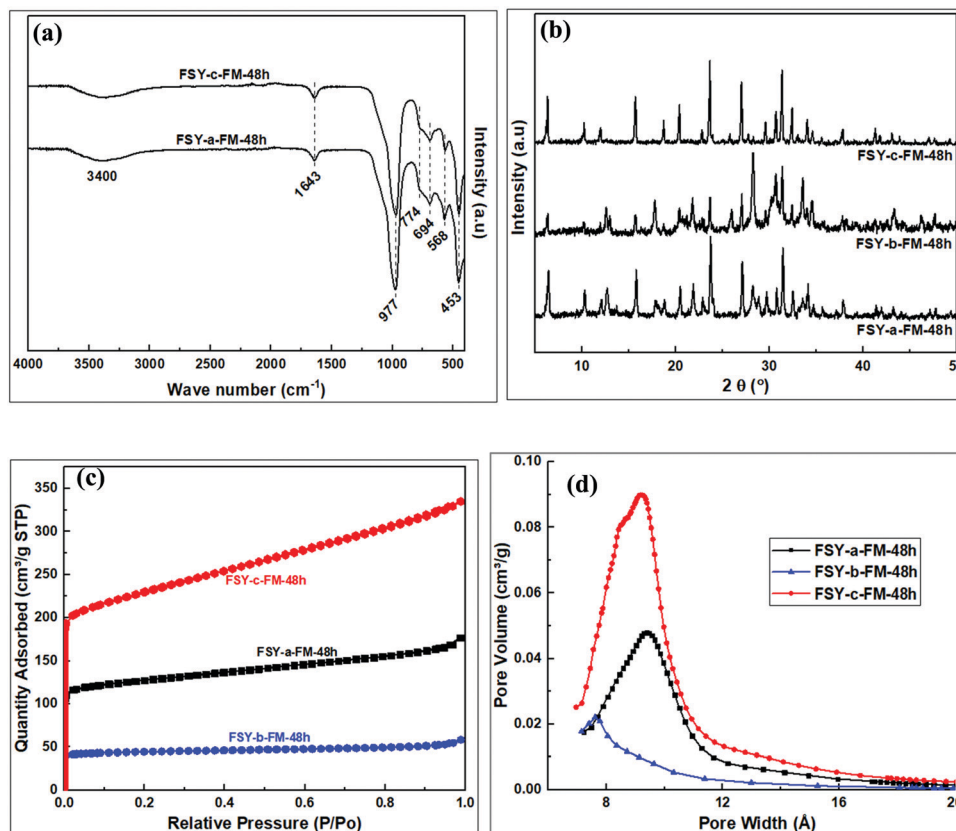 (a)
FSY-c-FM-48h
FSY-a-FM-48h
3400
1643
977
774
694
568
453
Intensity (a.u)
4000 3500 3000 2500 2000 1500 1000 500
Wave number (cm⁻¹)
(b)
FSY-c-FM-48h
FSY-b-FM-48h
FSY-a-FM-48h
Intensity (a.u)
10 20 30 40 50
2 θ (º)
(c)
350
300
250
200
150
100
50
0
Quantity Adsorbed (cm³/g STP)
FSY-c-FM-48h
FSY-a-FM-48h
FSY-b-FM-48h
0.0 0.2 0.4 0.6 0.8 1.0
Relative Pressure (P/Po)
(d)
0.10
0.08
0.06
0.04
0.02
0.00
Pore Volume (cm³/g)
FSY-a-FM-48h
FSY-b-FM-48h
FSY-c-FM-48h
8 12 16 20
Pore Width (Å)